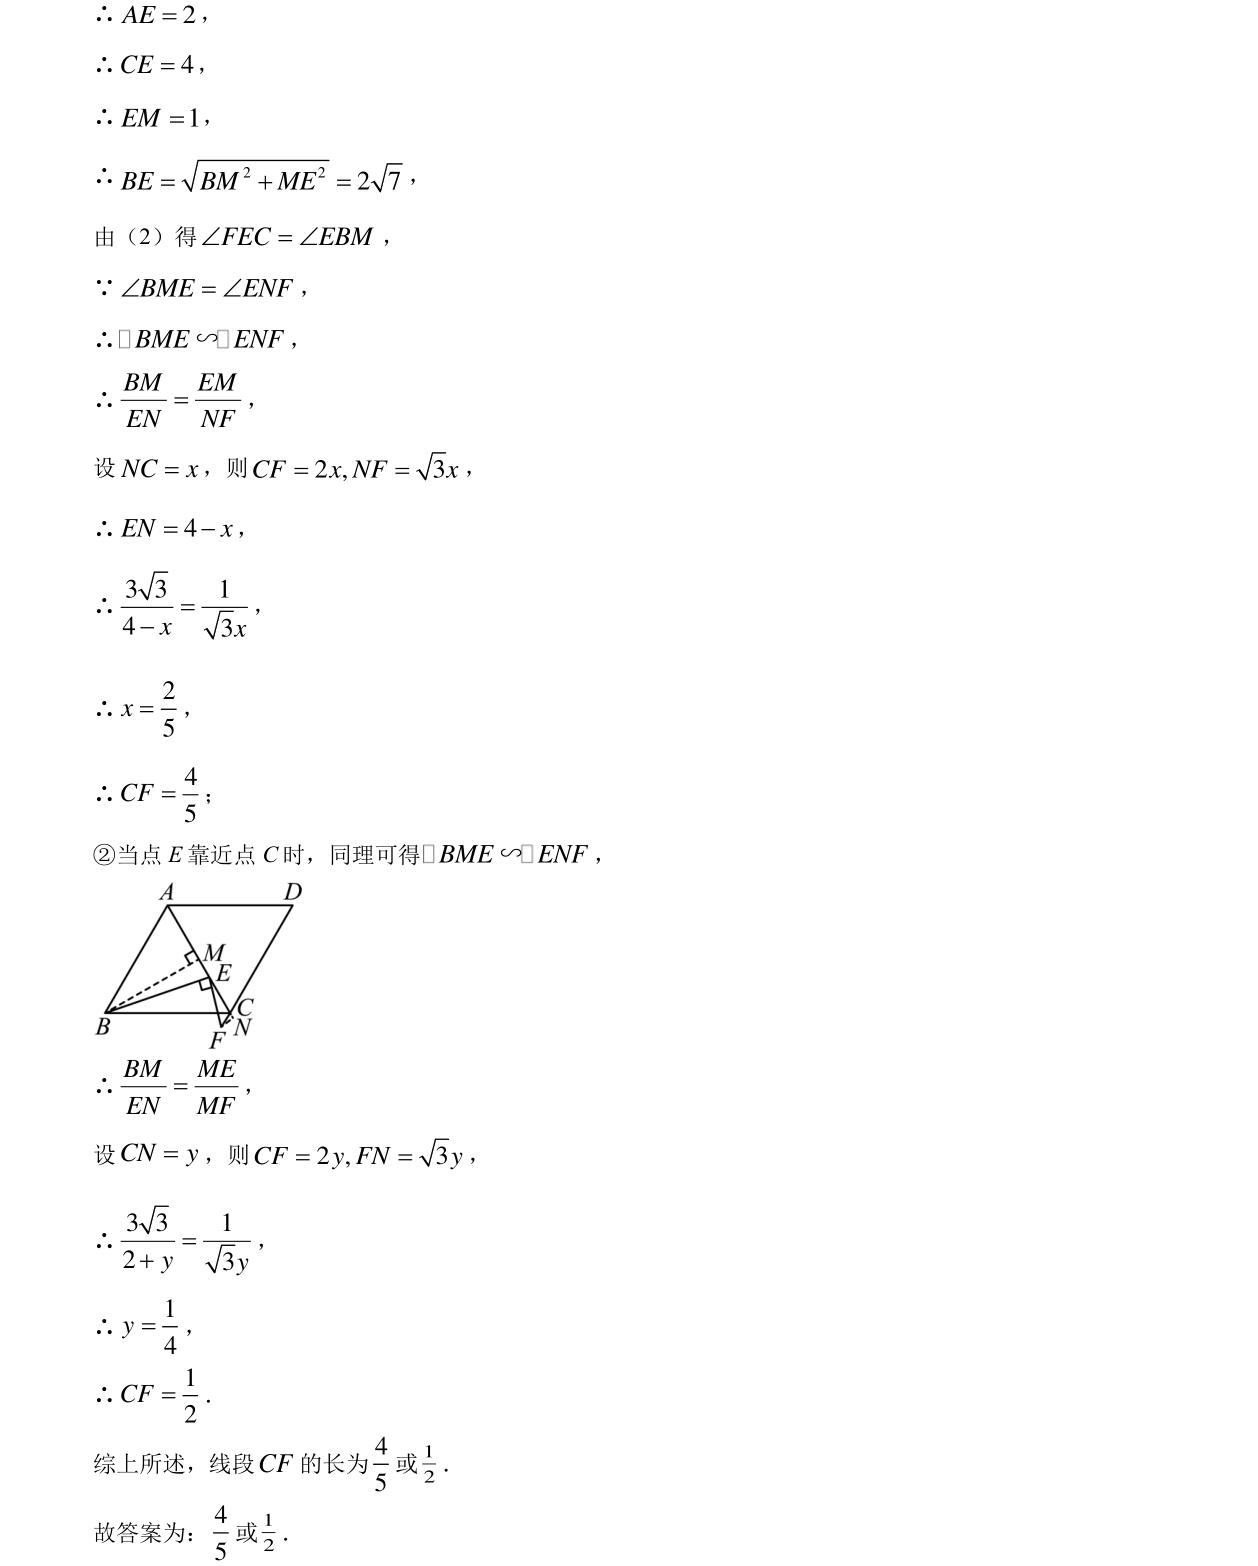 ∴ AE = 2，
∴ CE = 4，
∴ EM = 1，
∴ BE = √(BM² + ME²) = 2√7，
由（2）得∠FEC = ∠EBM，
∵ ∠BME = ∠ENF，
∴ □BME ∽ □ENF，
∴ BM/EN = EM/NF，
设 NC = x，则 CF = 2x, NF = √3x，
∴ EN = 4 − x，
∴ 3√3/(4 − x) = 1/(√3x)，
∴ x = 2/5，
∴ CF = 4/5；
②当点 E 靠近点 C 时，同理可得 □BME ∽ □ENF，
A D
M
E
C
B N
F
∴ BM/EN = ME/MF，
设 CN = y，则 CF = 2y, FN = √3y，
∴ 3√3/(2 + y) = 1/(√3y)，
∴ y = 1/4，
∴ CF = 1/2．
综上所述，线段 CF 的长为 4/5 或 1/2．
故答案为：4/5 或 1/2．